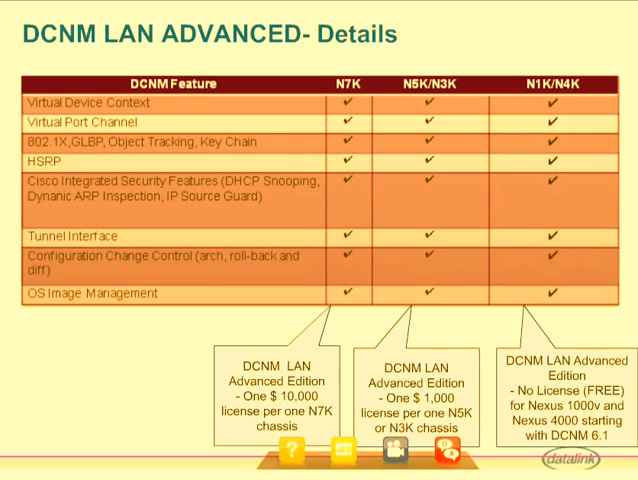 DCNM LAN ADVANCED- Details
DCNM Feature N7K N5K/N3K N1K/N4K
Virtual Device Context ✔ ✔ ✔
Virtual Port Channel ✔ ✔ ✔
802.1X,GLBP, Object Tracking, Key Chain ✔ ✔ ✔
HSRP ✔ ✔ ✔
Cisco Integrated Security Features (DHCP Snooping, ✔ ✔ ✔
Dynanic ARP Inspection, IP Source Guard)
Tunnel Interface ✔ ✔ ✔
Configuration Change Control (arch, roll-back and ✔ ✔ ✔
diff)
OS Image Management ✔ ✔ ✔
DCNM LAN
Advanced Edition
- One $ 10,000
license per one N7K
chassis
DCNM LAN
Advanced Edition
- One $ 1,000
license per one N5K
or N3K chassis
DCNM LAN Advanced
Edition
- No License (FREE)
for Nexus 1000v and
Nexus 4000 starting
with DCNM 6.1
?
Q
A
datalink